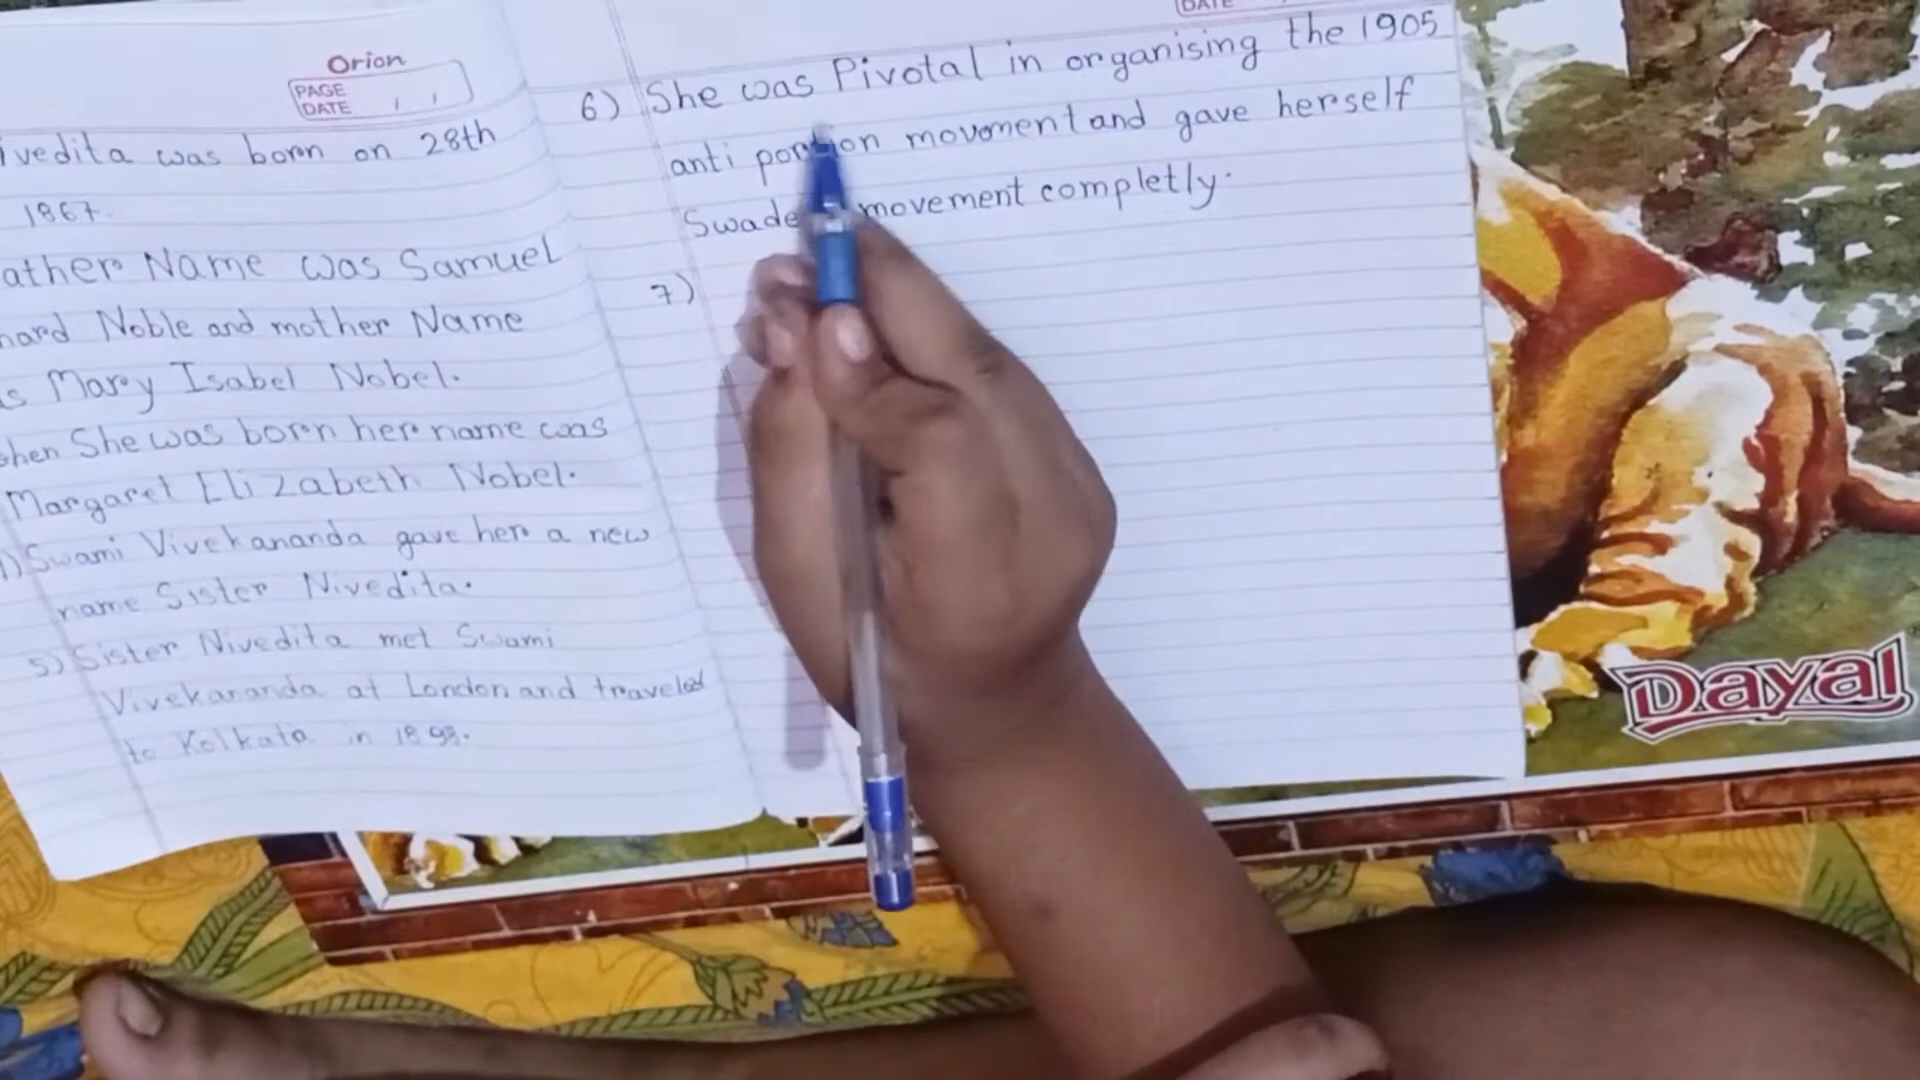 Orion
PAGE
DATE / /
ivedita was born on 28th
1867.
ather Name was Samuel
hard Noble and mother Name
s Mary Isabel Nobel.
hen She was born her name was
Margaret Elizabeth Nobel.
) Swami Vivekananda gave her a new
name Sister Nivedita.
5) Sister Nivedita met Swami
Vivekananda at London and traveled
to Kolkata in 1898.
DATE
6) She was Pivotal in organising the 1905
anti movement and gave herself
Swade movement completly.
7)
Dayal